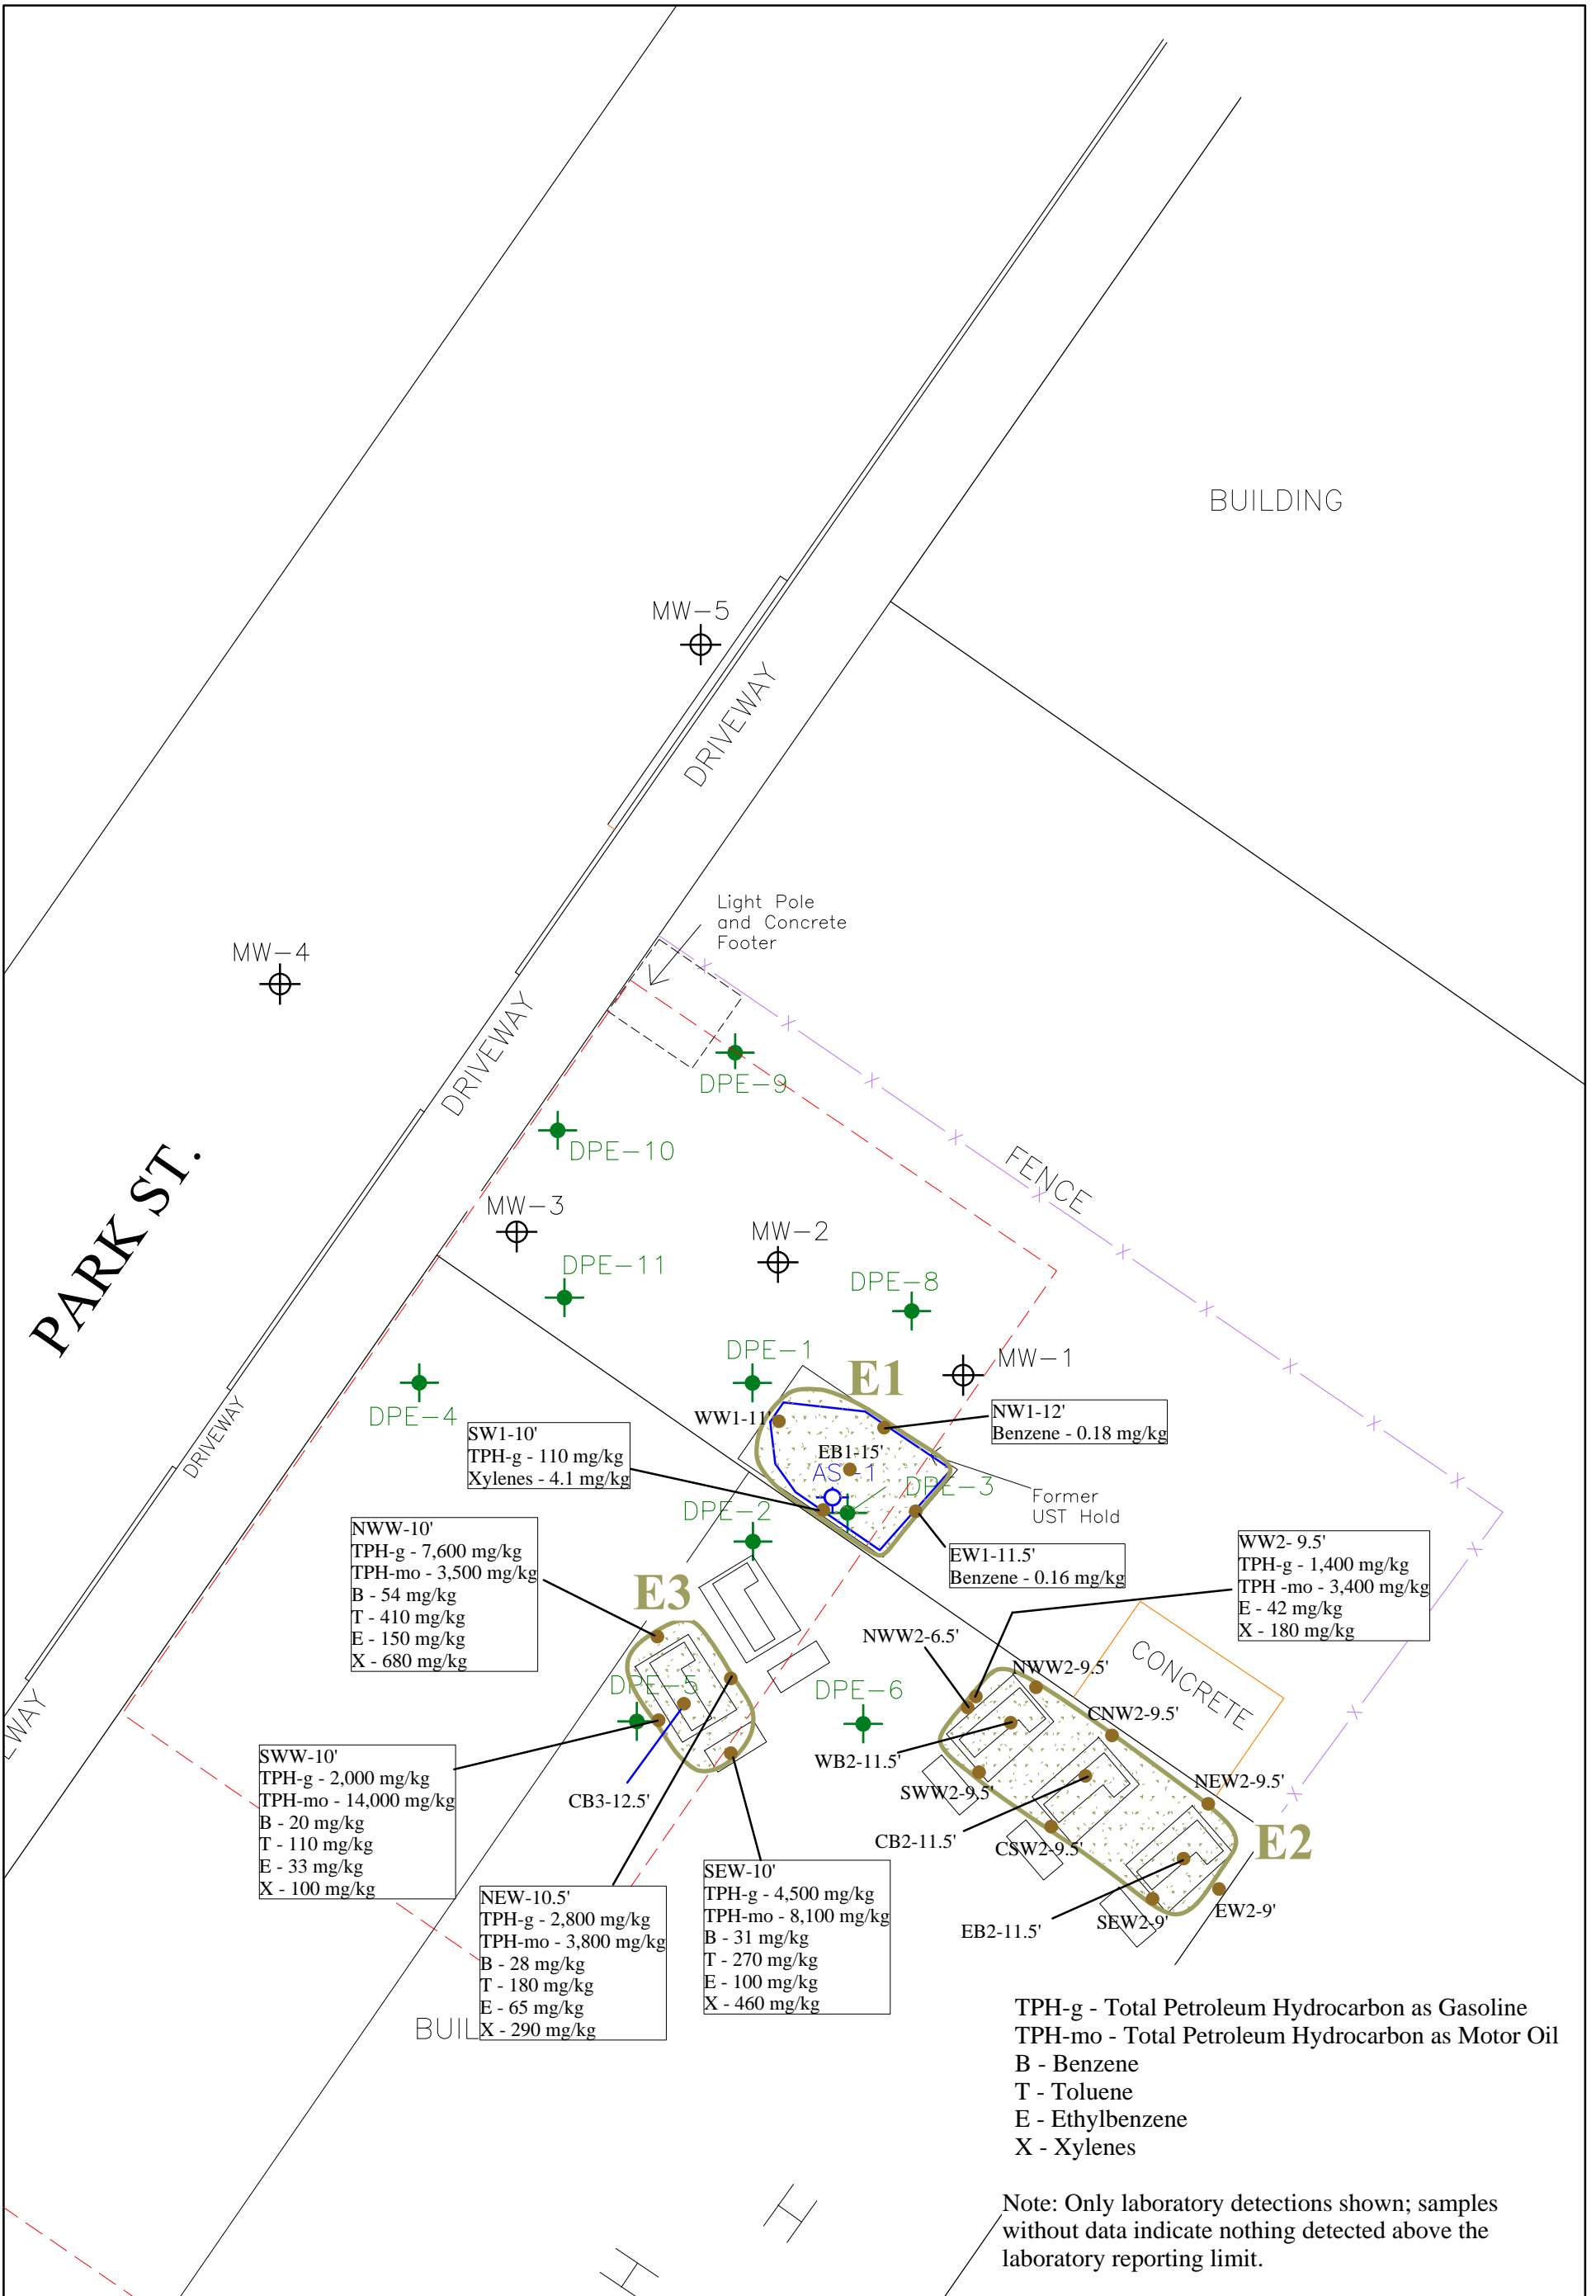 BUILDING
MW-5
DRIVEWAY
Light Pole
and Concrete
Footer
MW-4
DRIVEWAY
DPE-9
DPE-10
FENCE
PARK ST.
MW-3
MW-2
DPE-11
DPE-8
DPE-1
MW-1
E1
DPE-4
DRIVEWAY
WW1-11'
NW1-12'
Benzene - 0.18 mg/kg
SW1-10'
TPH-g - 110 mg/kg
Xylenes - 4.1 mg/kg
EB1-15'
AS-1
DPE-3
Former
UST Hold
DPE-2
NWW-10'
TPH-g - 7,600 mg/kg
TPH-mo - 3,500 mg/kg
B - 54 mg/kg
T - 410 mg/kg
E - 150 mg/kg
X - 680 mg/kg
EW1-11.5'
Benzene - 0.16 mg/kg
WW2- 9.5'
TPH-g - 1,400 mg/kg
TPH -mo - 3,400 mg/kg
E - 42 mg/kg
X - 180 mg/kg
E3
NWW2-6.5'
NWW2-9.5'
CONCRETE
DPE-5
DPE-6
CNW2-9.5'
EWAY
WB2-11.5'
SWW2-9.5'
NEW2-9.5'
SWW-10'
TPH-g - 2,000 mg/kg
TPH-mo - 14,000 mg/kg
B - 20 mg/kg
T - 110 mg/kg
E - 33 mg/kg
X - 100 mg/kg
CB3-12.5'
CB2-11.5'
CSW2-9.5'
E2
NEW-10.5'
TPH-g - 2,800 mg/kg
TPH-mo - 3,800 mg/kg
B - 28 mg/kg
T - 180 mg/kg
E - 65 mg/kg
X - 290 mg/kg
SEW-10'
TPH-g - 4,500 mg/kg
TPH-mo - 8,100 mg/kg
B - 31 mg/kg
T - 270 mg/kg
E - 100 mg/kg
X - 460 mg/kg
EB2-11.5'
SEW2-9'
EW2-9'
BUIL
TPH-g - Total Petroleum Hydrocarbon as Gasoline
TPH-mo - Total Petroleum Hydrocarbon as Motor Oil
B - Benzene
T - Toluene
E - Ethylbenzene
X - Xylenes
Note: Only laboratory detections shown; samples
without data indicate nothing detected above the
laboratory reporting limit.